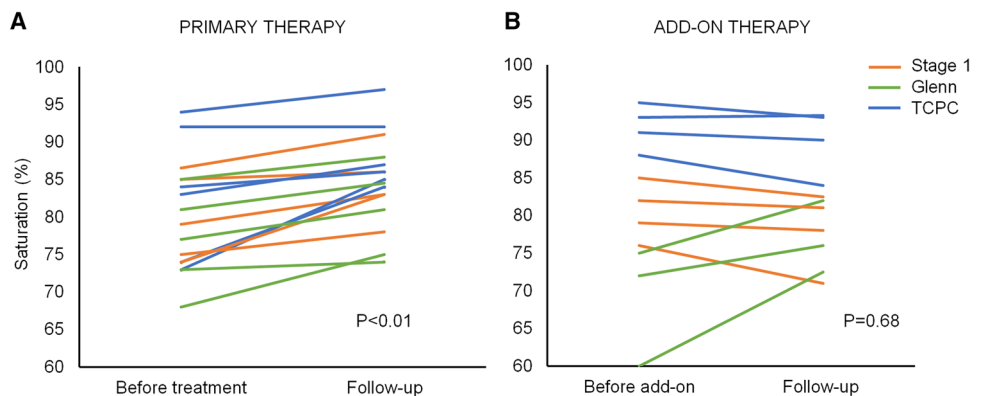 A
PRIMARY THERAPY
Saturation (%)
100
95
90
85
80
75
70
65
60
P<0.01
Before treatment
Follow-up
B
ADD-ON THERAPY
100
95
90
85
80
75
70
65
60
Stage 1
Glenn
TCPC
P=0.68
Before add-on
Follow-up